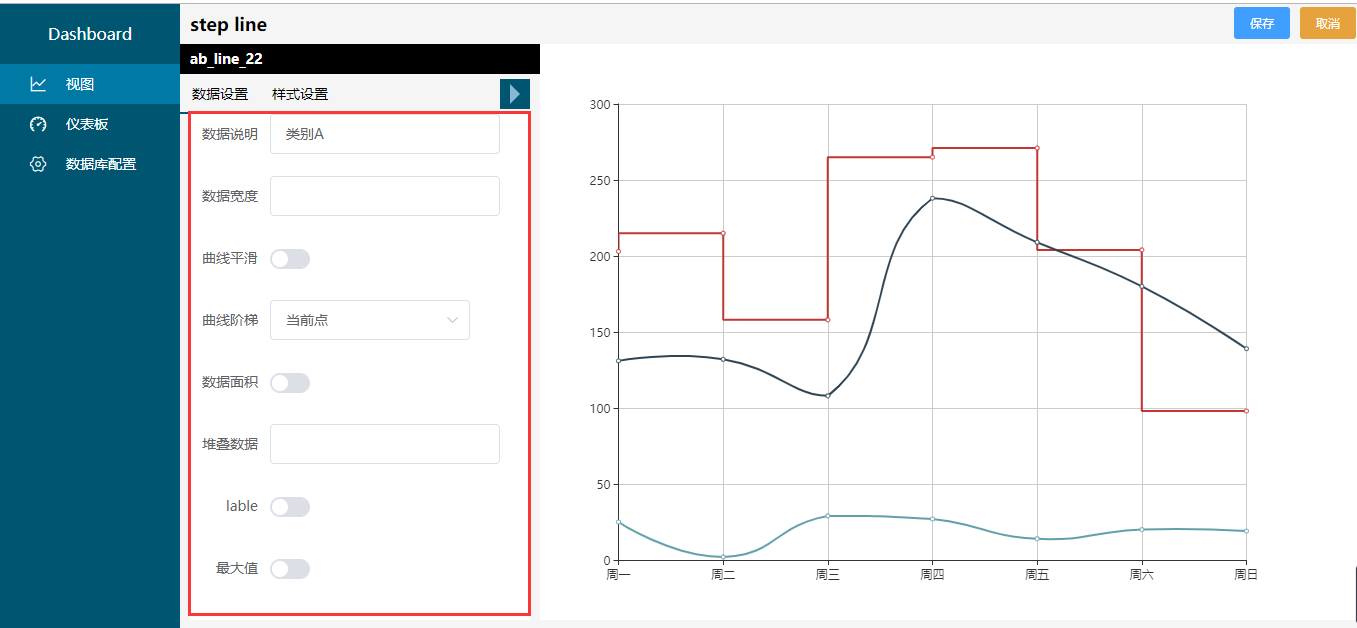 Dashboard
视图
仪表板
数据库配置
step line
保存
取消
ab_line_22
数据设置 样式设置
数据说明 类别A
数据宽度
曲线平滑
曲线阶梯 当前点
数据面积
堆叠数据
lable
最大值
300
250
200
150
100
50
0
周一 周二 周三 周四 周五 周六 周日